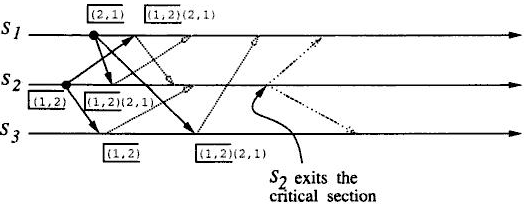 (2,1) (1,2)(2,1)
S1
S2
(1,2) (1,2)(2,1)
S3
(1,2) (1,2)(2,1)
S2 exits the
critical section